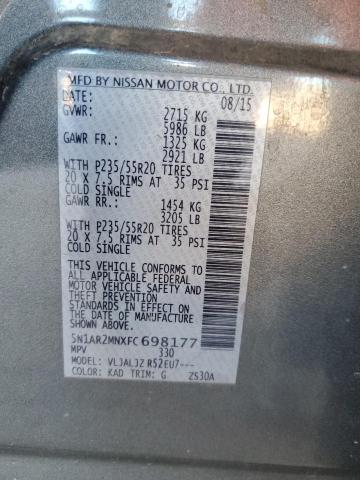 MFD BY NISSAN MOTOR CO., LTD.
DATE: 08/15
GVWR: 2715 KG
5986 LB
GAWR FR.: 1325 KG
2921 LB
WITH P235/55R20 TIRES
20 X 7.5 RIMS AT 35 PSI
COLD SINGLE
GAWR RR.: 1454 KG
3205 LB
WITH P235/55R20 TIRES
20 X 7.5 RIMS AT 35 PSI
COLD SINGLE
THIS VEHICLE CONFORMS TO
ALL APPLICABLE FEDERAL
MOTOR VEHICLE SAFETY
STANDARDS IN EFFECT ON
THE DATE OF MANUFACTURE
SHOWN ABOVE.
5N1AR2MNXFC698177
MPV 330
MODEL: VLJALJZ R52EU7---
COLOR: KAD TRIM: G ZS30A